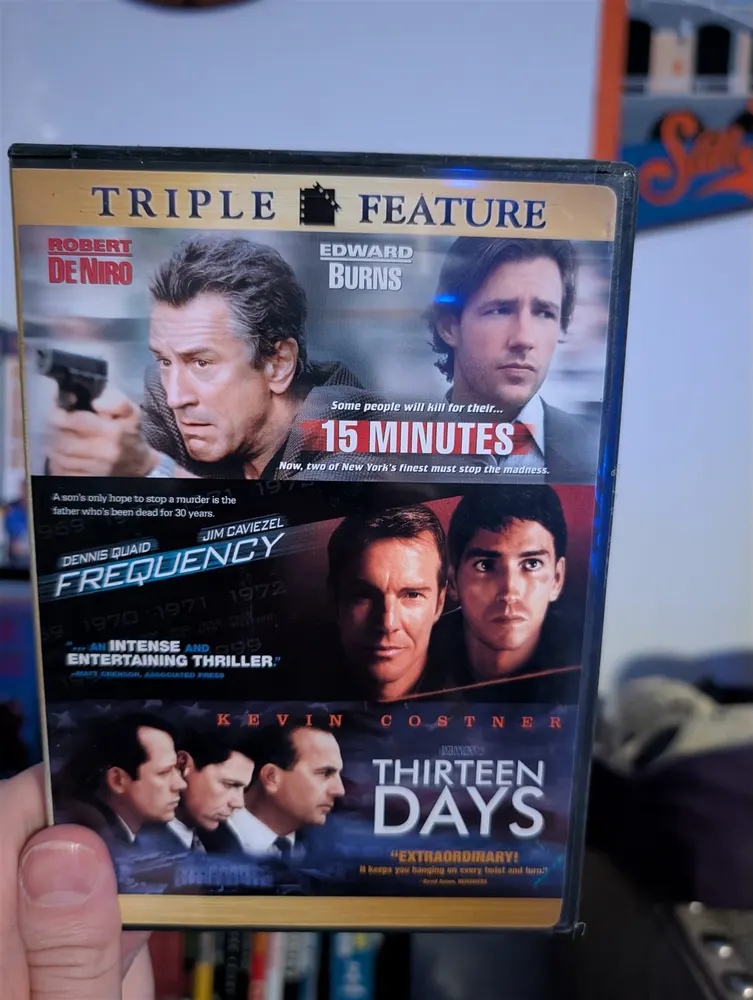 TRIPLE FEATURE
ROBERT
DE NIRO
EDWARD
BURNS
Some people will kill for their...
15 MINUTES
Now, two of New York's finest must stop the madness.
A son's only hope to stop a murder is the
father who's been dead for 30 years.
DENNIS QUAID JIM CAVIEZEL
FREQUENCY
1970 1971 1972
"... AN INTENSE AND
ENTERTAINING THRILLER."
KEVIN COSTNER
THIRTEEN
DAYS
"EXTRAORDINARY!
It keeps you hanging on every twist and turn."